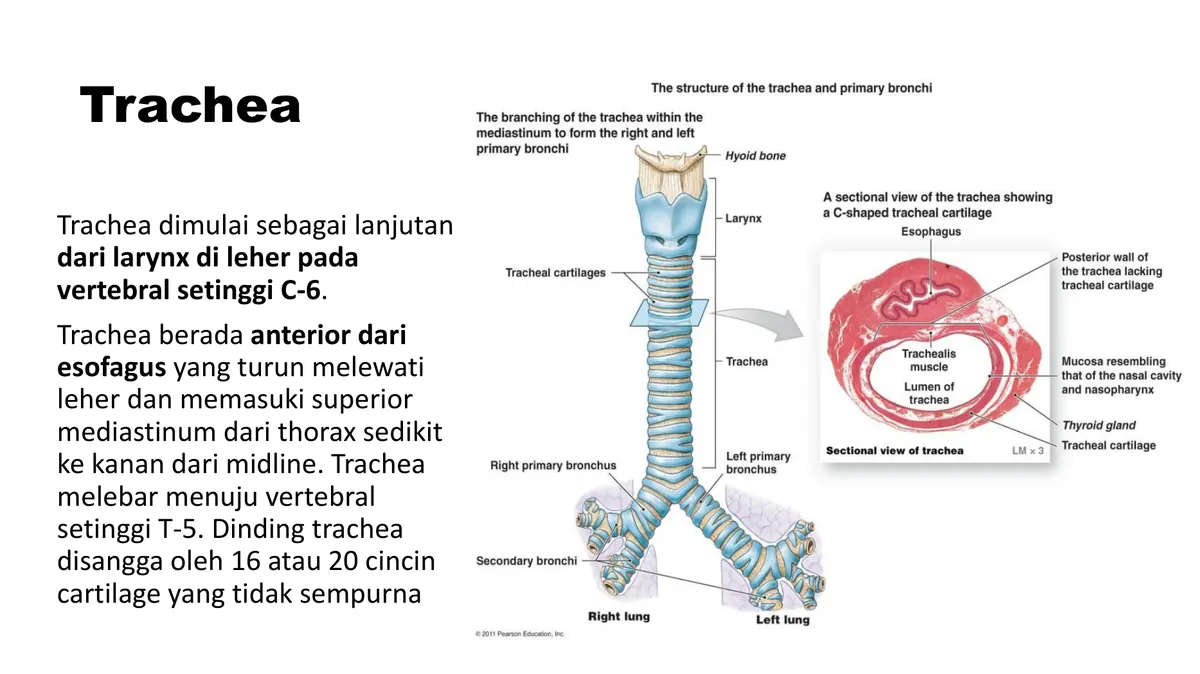 Trachea
Trachea dimulai sebagai lanjutan
dari larynx di leher pada
vertebral setinggi C-6.
Trachea berada anterior dari
esofagus yang turun melewati
leher dan memasuki superior
mediastinum dari thorax sedikit
ke kanan dari midline. Trachea
melebar menuju vertebral
setinggi T-5. Dinding trachea
disangga oleh 16 atau 20 cincin
cartilage yang tidak sempurna
The structure of the trachea and primary bronchi
The branching of the trachea within the
mediastinum to form the right and left
primary bronchi
Hyoid bone
Larynx
Tracheal cartilages
Trachea
Right primary bronchus
Left primary
bronchus
Secondary bronchi
Right lung
Left lung
© 2011 Pearson Education, Inc.
A sectional view of the trachea showing
a C-shaped tracheal cartilage
Esophagus
Posterior wall of
the trachea lacking
tracheal cartilage
Trachealis
muscle
Lumen of
trachea
Mucosa resembling
that of the nasal cavity
and nasopharynx
Thyroid gland
Tracheal cartilage
Sectional view of trachea
LM × 3